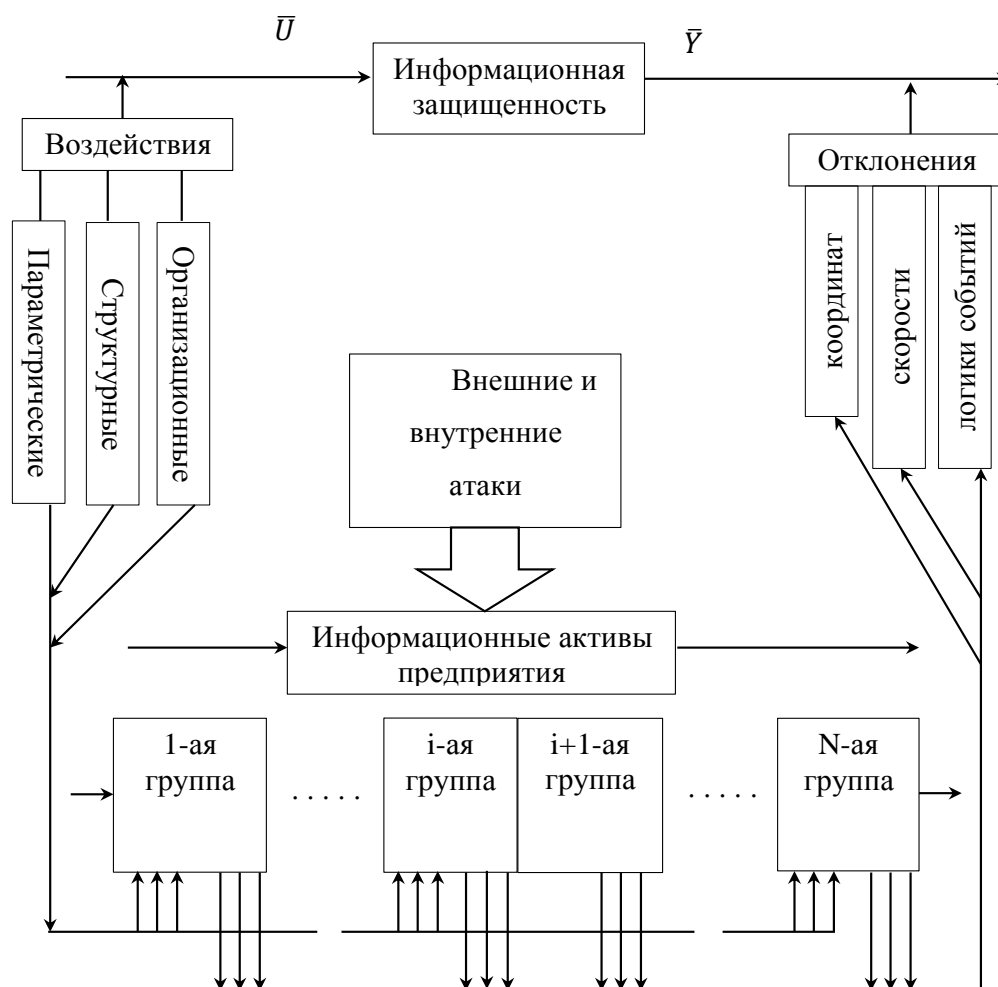 Ū
Ȳ
Информационная
защищенность
Воздействия
Отклонения
Параметрические
Структурные
Организационные
координат
скорости
логики событий
Внешние и
внутренние
атаки
Информационные активы
предприятия
1-ая
группа
. . . . .
i-ая
группа
i+1-ая
группа
. . . . .
N-ая
группа